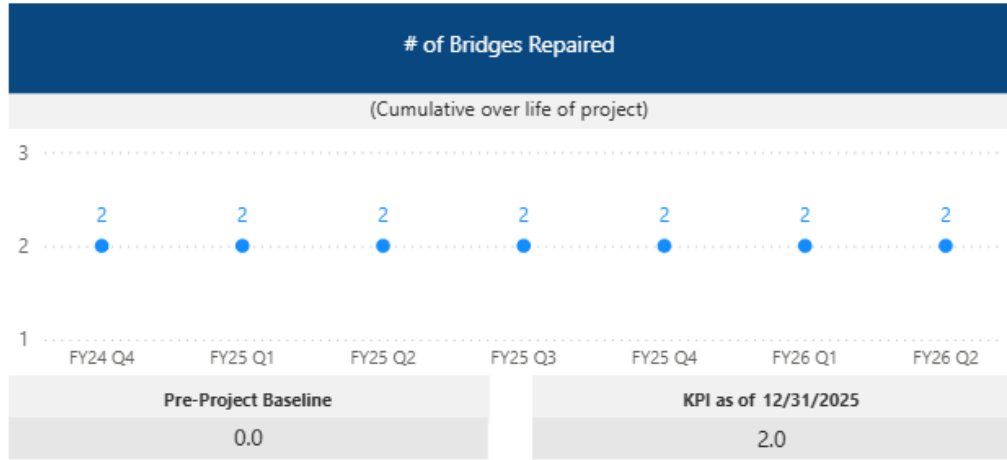 # of Bridges Repaired
(Cumulative over life of project)
3
2 2 2 2 2 2 2
2
1
FY24 Q4 FY25 Q1 FY25 Q2 FY25 Q3 FY25 Q4 FY26 Q1 FY26 Q2
Pre-Project Baseline KPI as of 12/31/2025
0.0 2.0